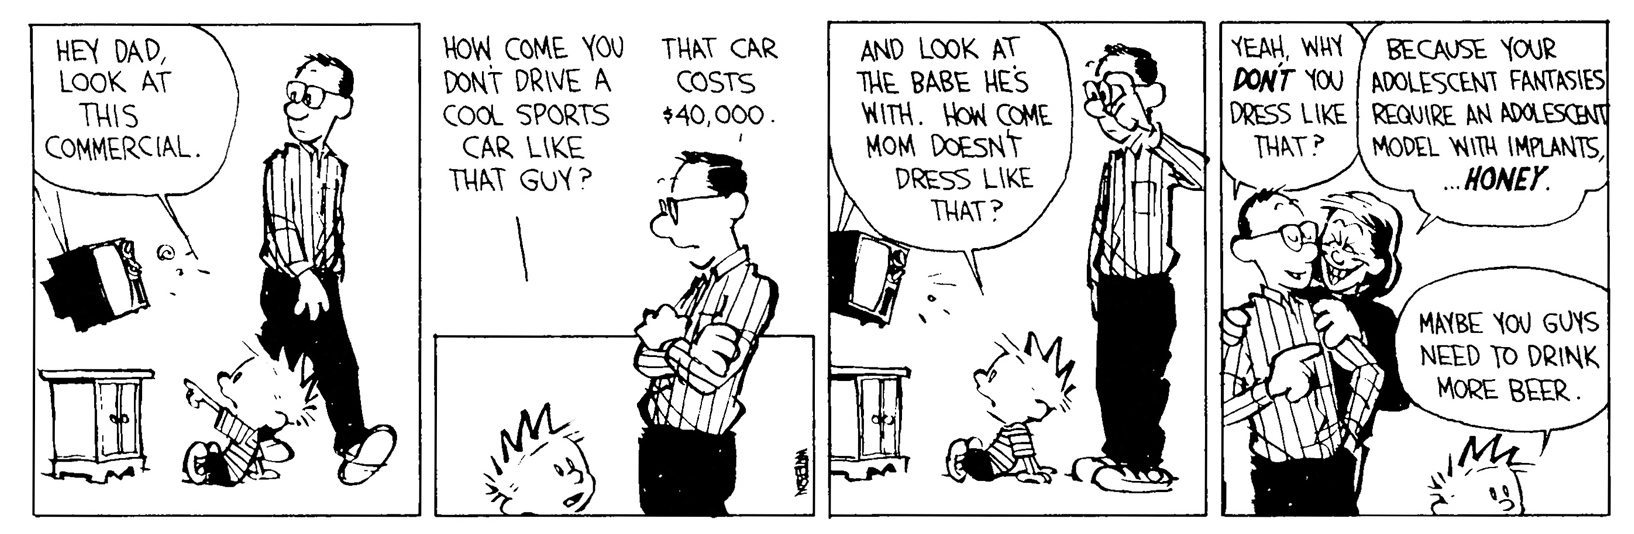 HEY DAD,
LOOK AT
THIS
COMMERCIAL.
HOW COME YOU
DON'T DRIVE A
COOL SPORTS
CAR LIKE
THAT GUY?
THAT CAR
COSTS
$40,000.
WATTERSON
AND LOOK AT
THE BABE HE'S
WITH. HOW COME
MOM DOESN'T
DRESS LIKE
THAT?
YEAH, WHY
DON'T YOU
DRESS LIKE
THAT?
BECAUSE YOUR
ADOLESCENT FANTASIES
REQUIRE AN ADOLESCENT
MODEL WITH IMPLANTS,
...HONEY.
MAYBE YOU GUYS
NEED TO DRINK
MORE BEER.